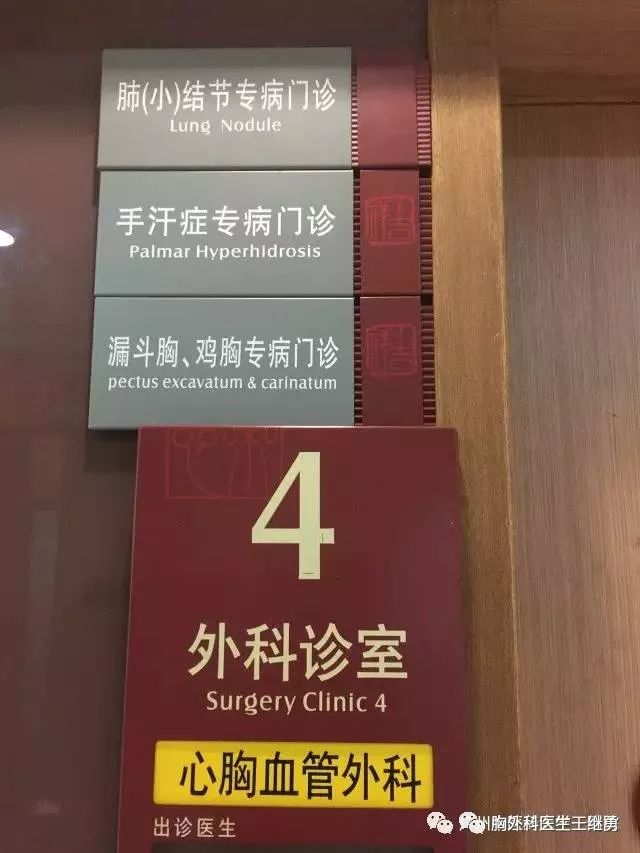 肺(小)结节专病门诊
Lung Nodule
手汗症专病门诊
Palmar Hyperhidrosis
漏斗胸、鸡胸专病门诊
pectus excavatum & carinatum
4
外科诊室
Surgery Clinic 4
心胸血管外科
出诊医生
州胸外科医生王继勇